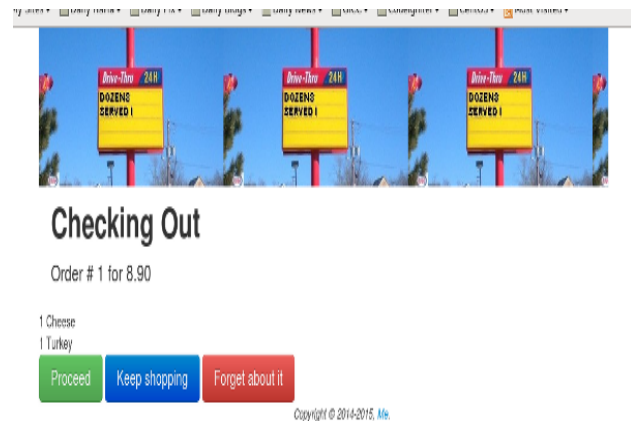 Drive-Thru 24H Drive-Thru 24H Drive-Thru 24H
DOZENS DOZENS DOZENS
SERVED ! SERVED ! SERVED !
Checking Out
Order # 1 for 8.90
1 Cheese
1 Turkey
Proceed Keep shopping Forget about it
Copyright © 2014-2015, Me.